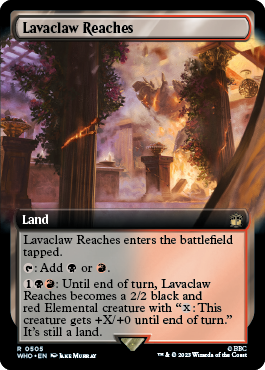 Lavaclaw Reaches
Land
Lavaclaw Reaches enters the battlefield
tapped.
: Add or .
1 : Until end of turn, Lavaclaw
Reaches becomes a 2/2 black and
red Elemental creature with “X: This
creature gets +X/+0 until end of turn.”
It's still a land.
R 0505
WHO • EN Jake Murray
© BBC
™ & © 2023 Wizards of the Coast